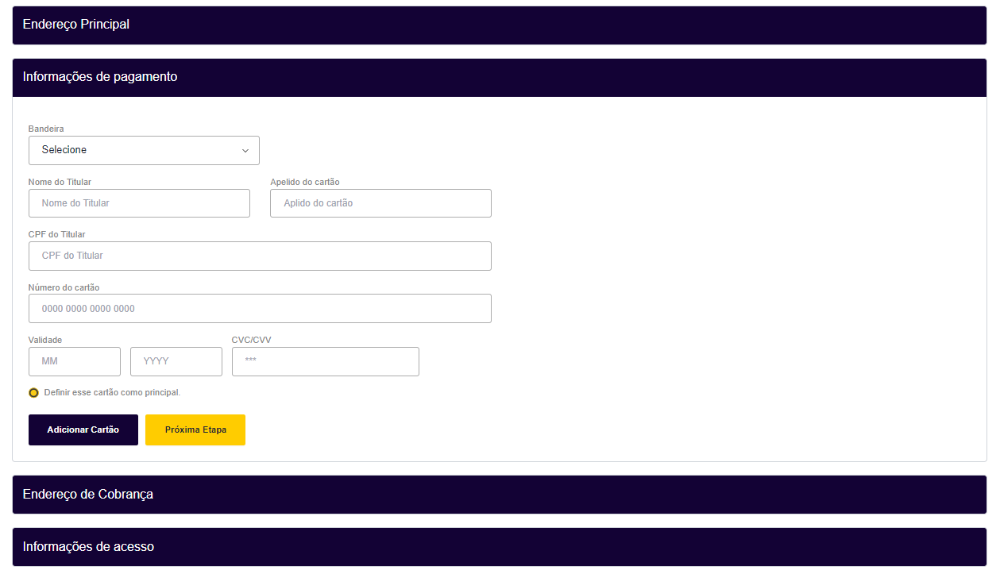 Endereço Principal
Informações de pagamento
Bandeira
Selecione
Nome do Titular Apelido do cartão
Nome do Titular Aplido do cartão
CPF do Titular
CPF do Titular
Número do cartão
0000 0000 0000 0000
Validade CVC/CVV
MM YYYY ***
Definir esse cartão como principal.
Adicionar Cartão Próxima Etapa
Endereço de Cobrança
Informações de acesso